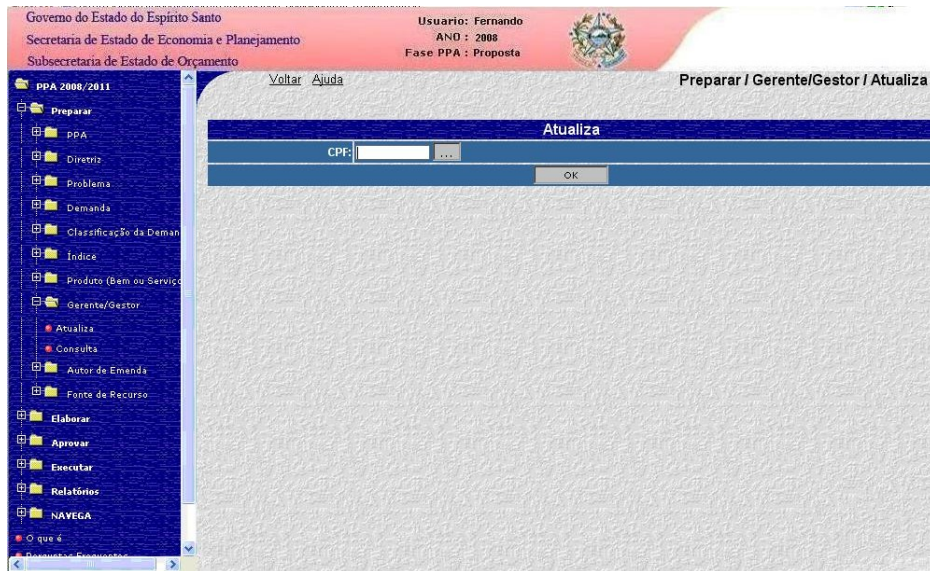 Governo do Estado do Espírito Santo
Secretaria de Estado de Economia e Planejamento
Subsecretaria de Estado de Orçamento
Usuario: Fernando
ANO : 2008
Fase PPA : Proposta
Voltar Ajuda
Preparar / Gerente/Gestor / Atualiza
PPA 2008/2011
Preparar
PPA
Diretriz
Problema
Demanda
Classificação da Deman
Índice
Produto (Bem ou Serviço
Gerente/Gestor
Atualiza
Consulta
Autor de Emenda
Fonte de Recurso
Elaborar
Aprovar
Executar
Relatórios
NAVEGA
O que é
Perguntas Frequentes
Atualiza
CPF:
...
OK